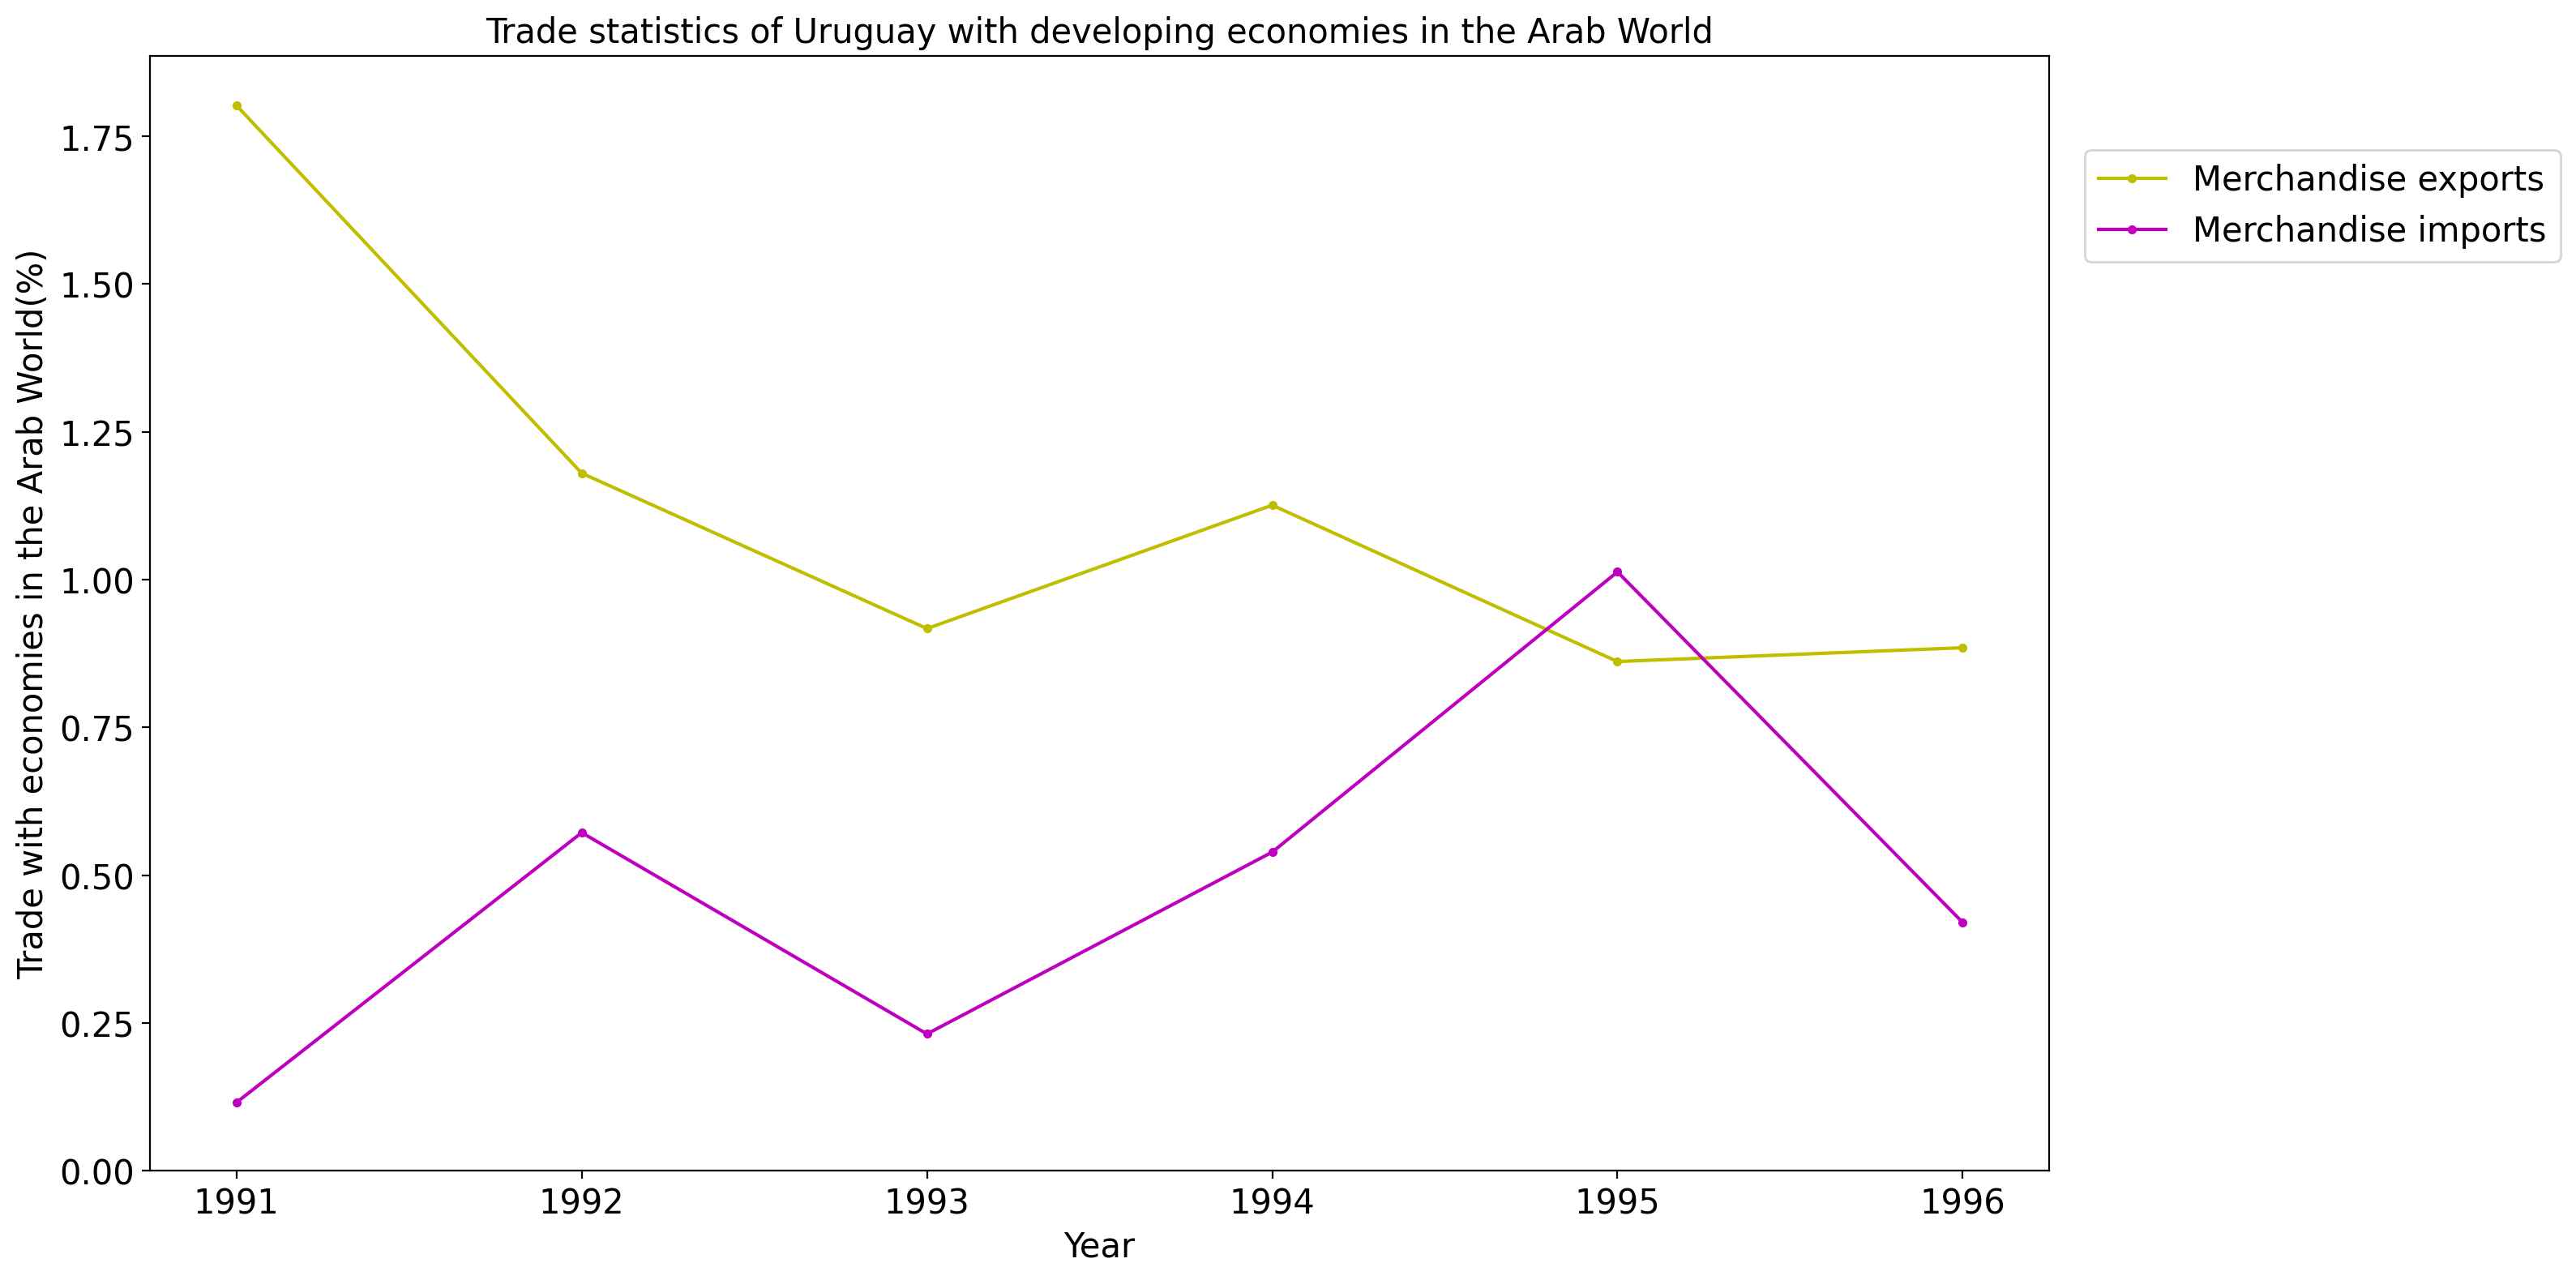 Trade statistics of Uruguay with developing economies in the Arab World
Trade with economies in the Arab World(%)
1.75
1.50
1.25
1.00
0.75
0.50
0.25
0.00
1991 1992 1993 1994 1995 1996
Year
Merchandise exports
Merchandise imports